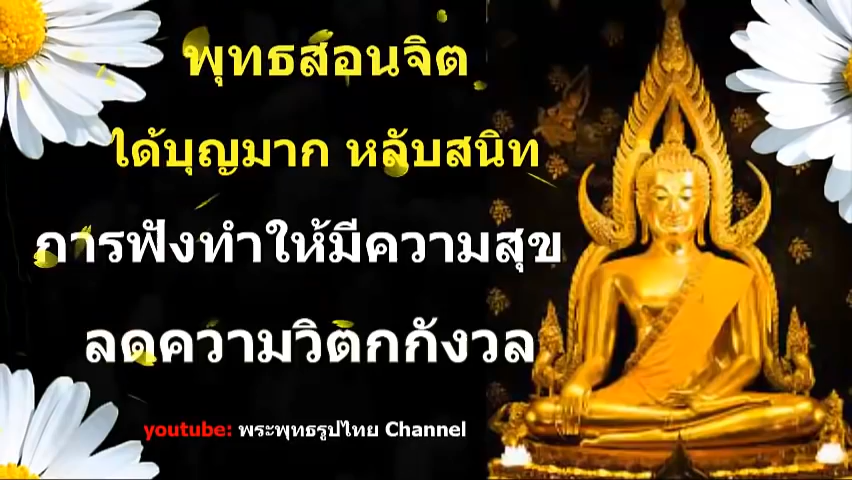 พุทธสอนจิต
ได้บุญมาก หลับสนิท
การฟังทำให้มีความสุข
ลดความวิตกกังวล
youtube: พระพุทธรูปไทย Channel